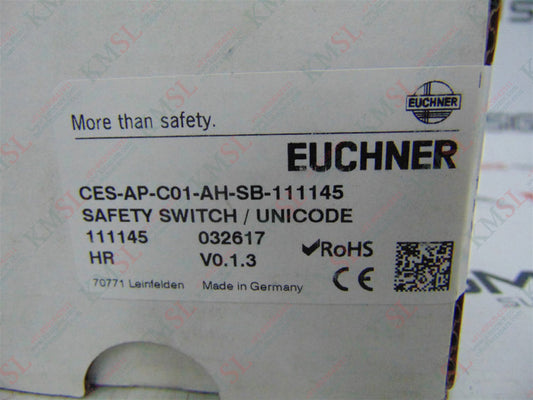 EUCHNER
More than safety.
EUCHNER
CES-AP-C01-AH-SB-111145
SAFETY SWITCH / UNICODE
111145 032617
HR V0.1.3
RoHS
CE
70771 Leinfelden Made in Germany
KMSL